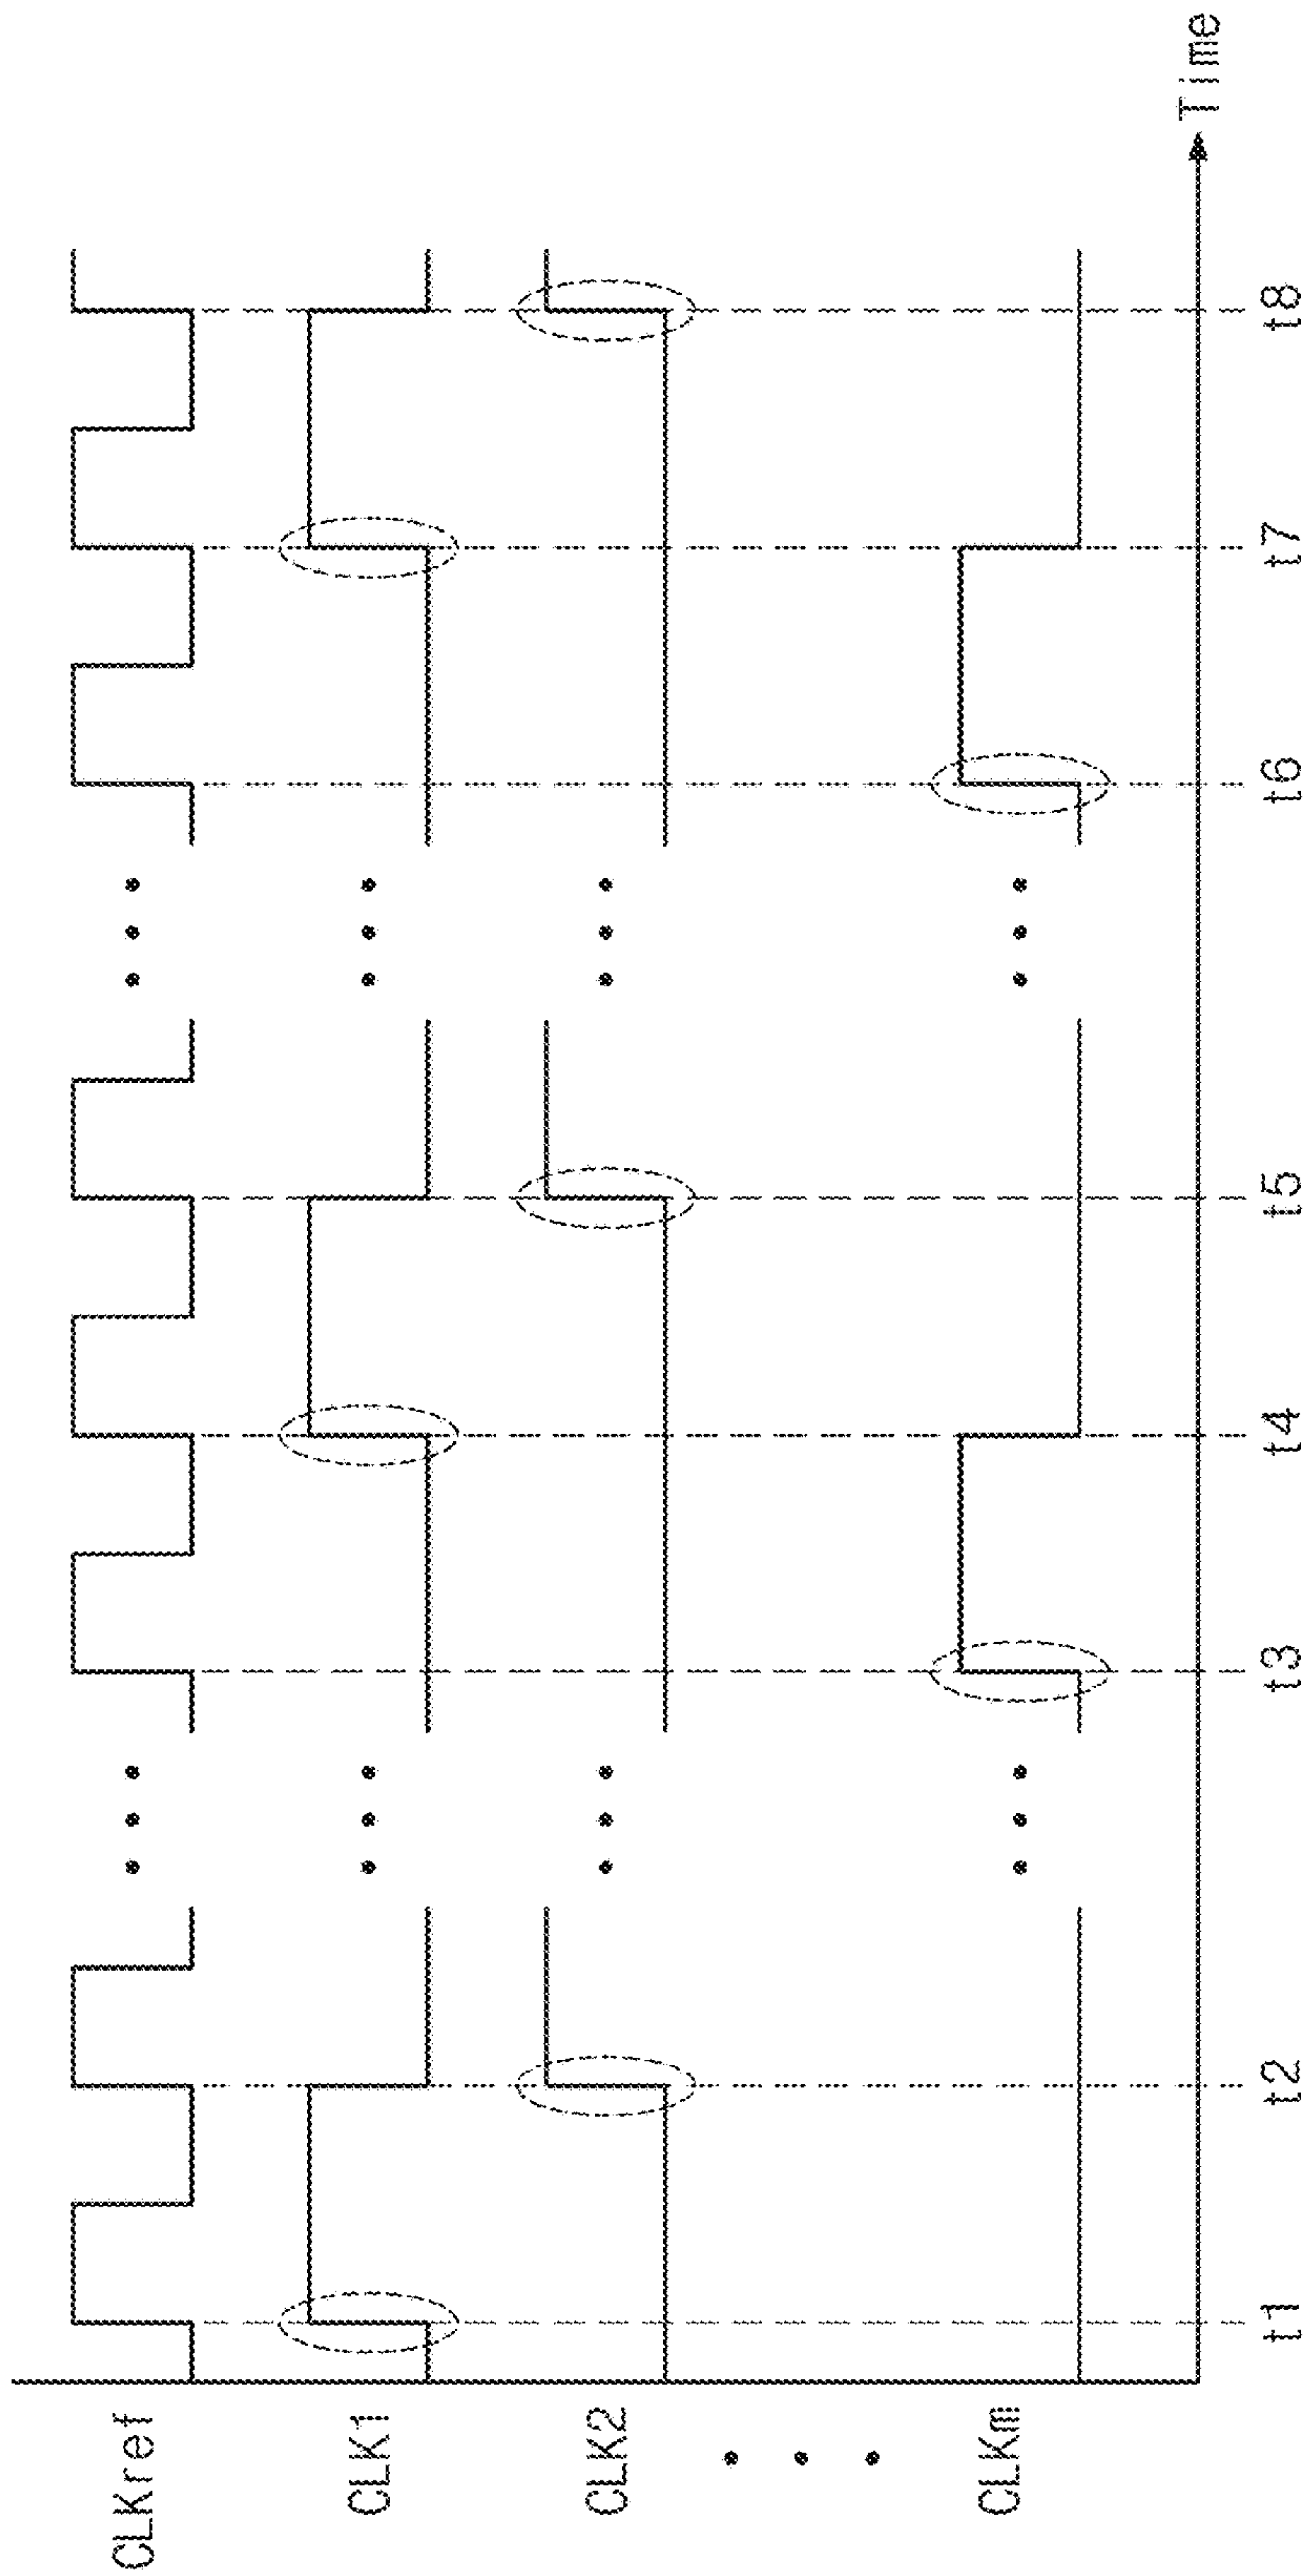 CLKref
CLK1
CLK2
CLKm
t1 t2 t3 t4 t5 t6 t7 t8
Time